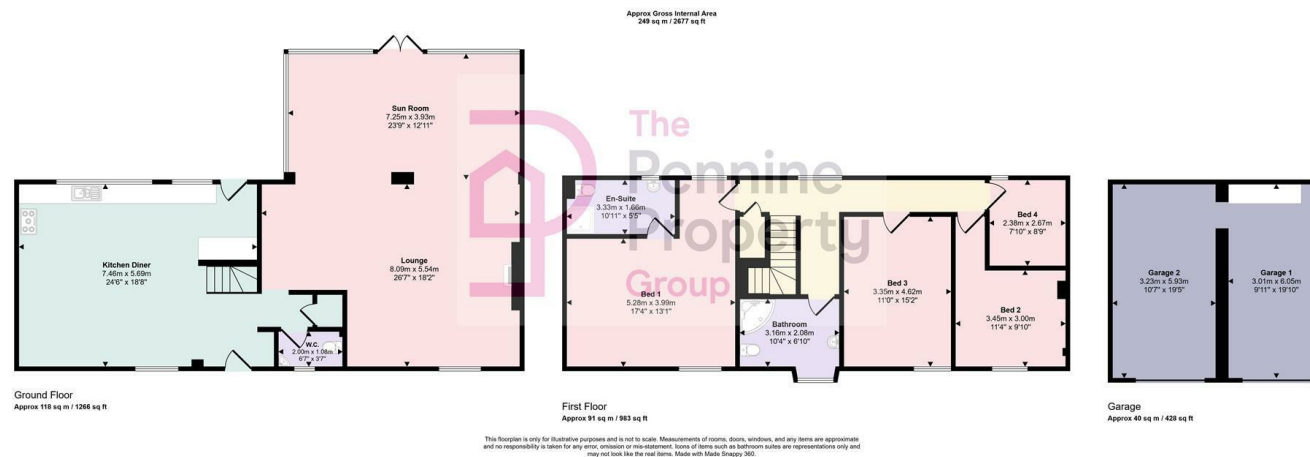 Approx Gross Internal Area
249 sq m / 2677 sq ft
Sun Room
7.25m x 3.93m
23'9" x 12'11"
Kitchen Diner
7.46m x 5.69m
24'6" x 18'8"
Lounge
8.09m x 5.54m
26'7" x 18'2"
W.C.
2.00m x 1.08m
6'7" x 3'7"
Ground Floor
Approx 118 sq m / 1266 sq ft
The
Pennine
Property
Group
En-Suite
3.33m x 1.66m
10'11" x 5'5"
Bed 1
5.28m x 3.99m
17'4" x 13'1"
Bathroom
3.16m x 2.08m
10'4" x 6'10"
Bed 3
3.35m x 4.62m
11'0" x 15'2"
Bed 4
2.38m x 2.67m
7'10" x 8'9"
Bed 2
3.45m x 3.00m
11'4" x 9'10"
First Floor
Approx 91 sq m / 983 sq ft
Garage 2
3.23m x 5.93m
10'7" x 19'5"
Garage 1
3.01m x 6.05m
9'11" x 19'10"
Garage
Approx 40 sq m / 428 sq ft
This floorplan is only for illustrative purposes and is not to scale. Measurements of rooms, doors, windows, and any items are approximate
and no responsibility is taken for any error, omission or mis-statement. Icons of items such as bathroom suites are representations only and
may not look like the real items. Made with Made Snappy 360.